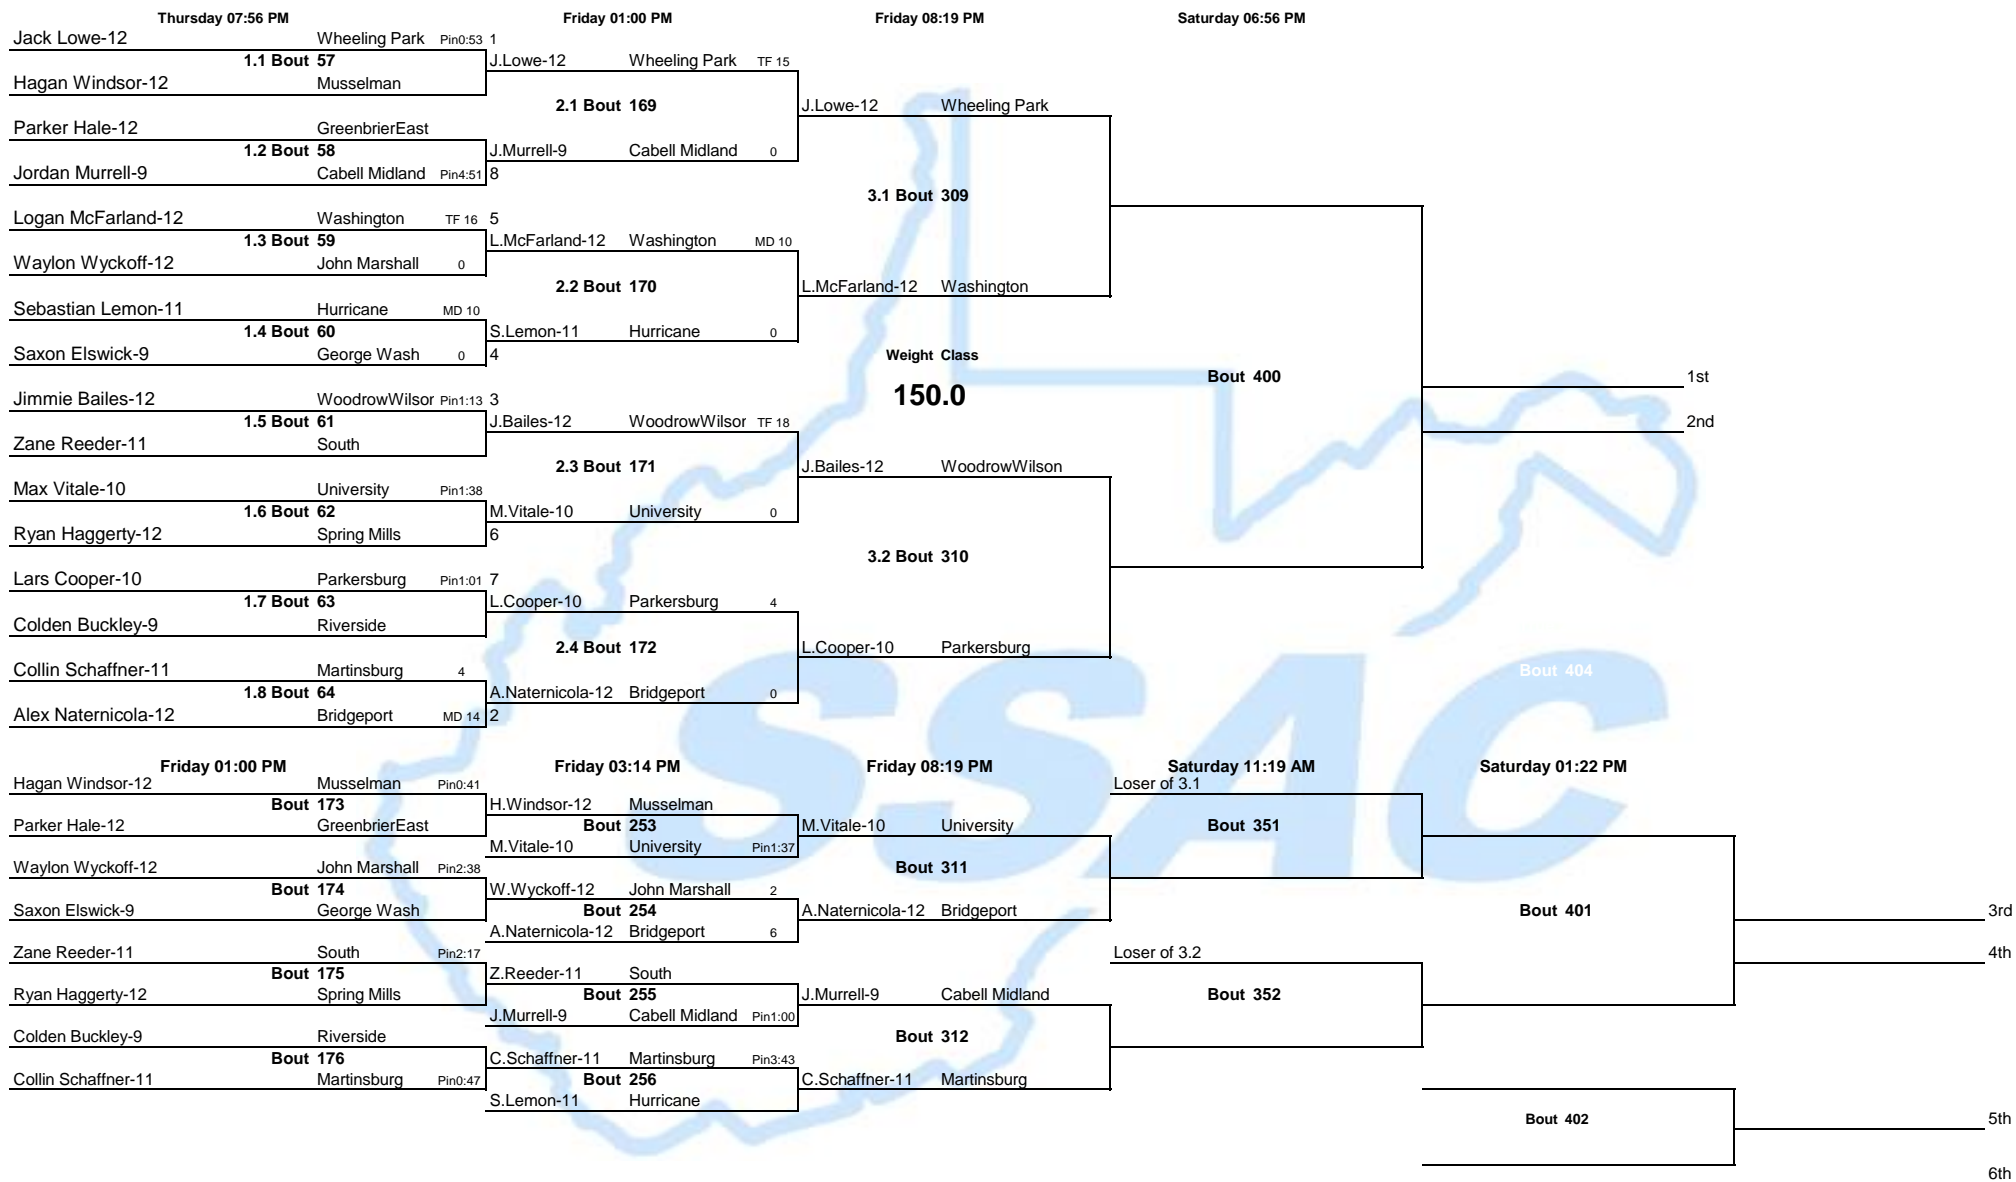 Thursday 07:56 PM Friday 01:00 PM Friday 08:19 PM Saturday 06:56 PM
Jack Lowe-12 Wheeling Park Pin0:53 1
1.1 Bout 57 J.Lowe-12 Wheeling Park TF 15
Hagan Windsor-12 Musselman
2.1 Bout 169 J.Lowe-12 Wheeling Park
Parker Hale-12 GreenbrierEast
1.2 Bout 58 J.Murrell-9 Cabell Midland 0
Jordan Murrell-9 Cabell Midland Pin4:51 8
3.1 Bout 309
Logan McFarland-12 Washington TF 16 5
1.3 Bout 59 L.McFarland-12 Washington MD 10
Waylon Wyckoff-12 John Marshall 0
2.2 Bout 170 L.McFarland-12 Washington
Sebastian Lemon-11 Hurricane MD 10
1.4 Bout 60 S.Lemon-11 Hurricane 0
Saxon Elswick-9 George Wash 0 4 Weight Class
Bout 400 1st
Jimmie Bailes-12 WoodrowWilsor Pin1:13 3 150.0
1.5 Bout 61 J.Bailes-12 WoodrowWilsor TF 18 2nd
Zane Reeder-11 South
2.3 Bout 171 J.Bailes-12 WoodrowWilson
Max Vitale-10 University Pin1:38
1.6 Bout 62 M.Vitale-10 University 0
Ryan Haggerty-12 Spring Mills 6
3.2 Bout 310
Lars Cooper-10 Parkersburg Pin1:01 7
1.7 Bout 63 L.Cooper-10 Parkersburg 4
Colden Buckley-9 Riverside
2.4 Bout 172 L.Cooper-10 Parkersburg
Collin Schaffner-11 Martinsburg 4 Bout 404
1.8 Bout 64 A.Naternicola-12 Bridgeport 0
Alex Naternicola-12 Bridgeport MD 14 2
SSAC
Friday 01:00 PM Friday 03:14 PM Friday 08:19 PM Saturday 11:19 AM Saturday 01:22 PM
Hagan Windsor-12 Musselman Pin0:41 Loser of 3.1
Bout 173 H.Windsor-12 Musselman
Parker Hale-12 GreenbrierEast Bout 253 M.Vitale-10 University Bout 351
M.Vitale-10 University Pin1:37
Waylon Wyckoff-12 John Marshall Pin2:38 Bout 311
Bout 174 W.Wyckoff-12 John Marshall 2
Saxon Elswick-9 George Wash Bout 254 A.Naternicola-12 Bridgeport Bout 401 3rd
A.Naternicola-12 Bridgeport 6
Zane Reeder-11 South Pin2:17 Loser of 3.2 4th
Bout 175 Z.Reeder-11 South
Ryan Haggerty-12 Spring Mills Bout 255 J.Murrell-9 Cabell Midland Bout 352
J.Murrell-9 Cabell Midland Pin1:00
Colden Buckley-9 Riverside Bout 312
Bout 176 C.Schaffner-11 Martinsburg Pin3:43
Collin Schaffner-11 Martinsburg Pin0:47 Bout 256 C.Schaffner-11 Martinsburg
S.Lemon-11 Hurricane
Bout 402 5th
6th